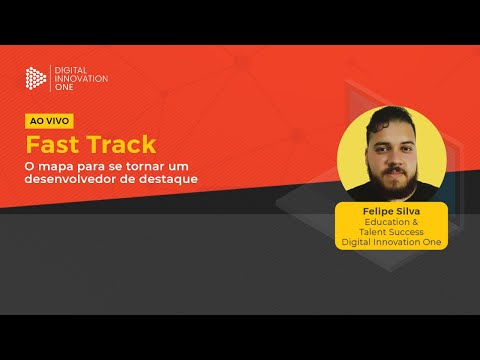 DIGITAL
INNOVATION
ONE
AO VIVO
Fast Track
O mapa para se tornar um
desenvolvedor de destaque
Felipe Silva
Education &
Talent Success
Digital Innovation One